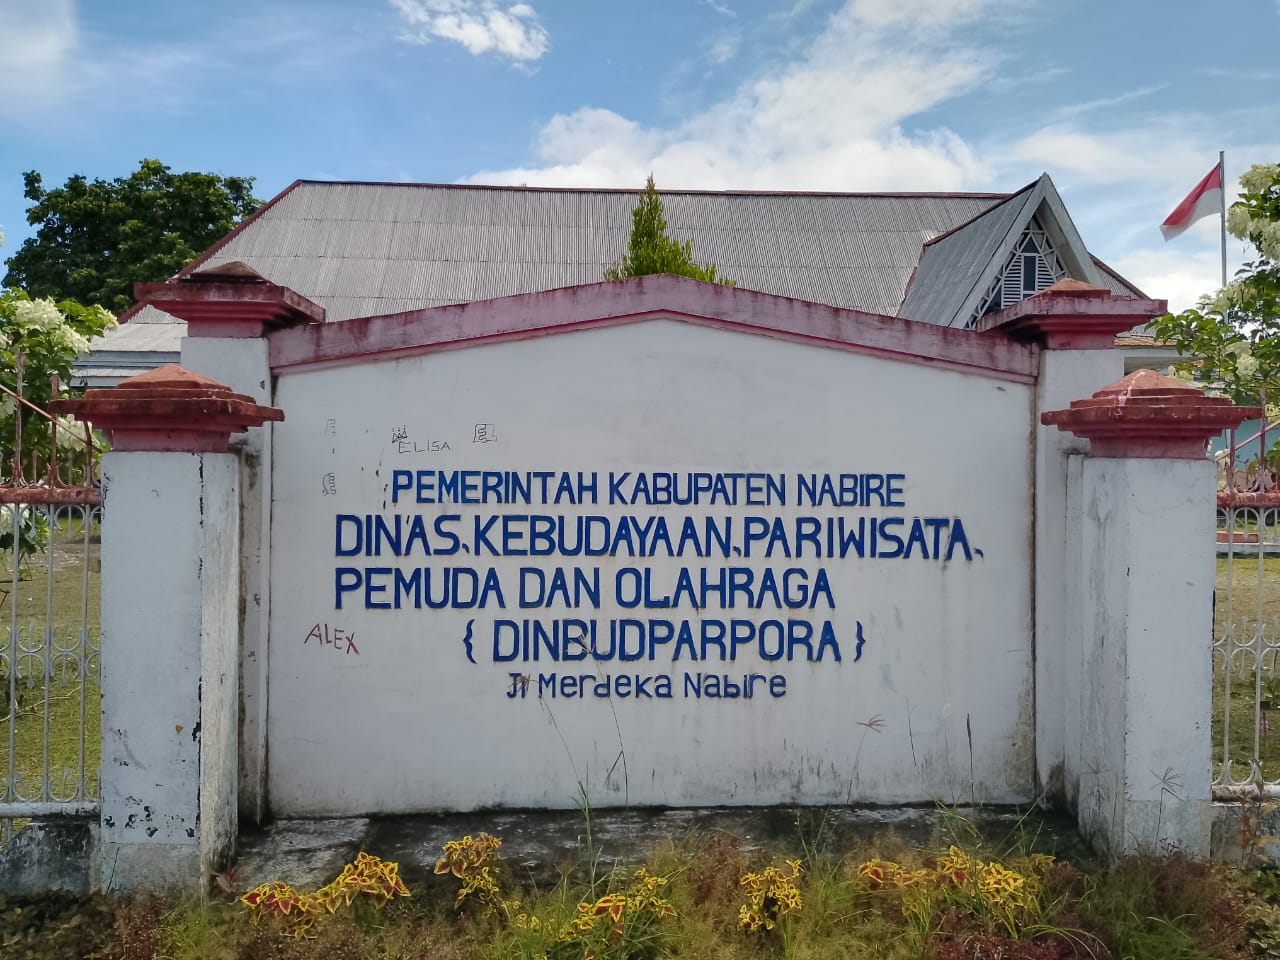 ELISA
PEMERINTAH KABUPATEN NABIRE
DINAS, KEBUDAYAAN, PARIWISATA,
PEMUDA DAN OLAHRAGA
ALEX
{ DINBUDPARPORA }
Jl Merdeka Nabire